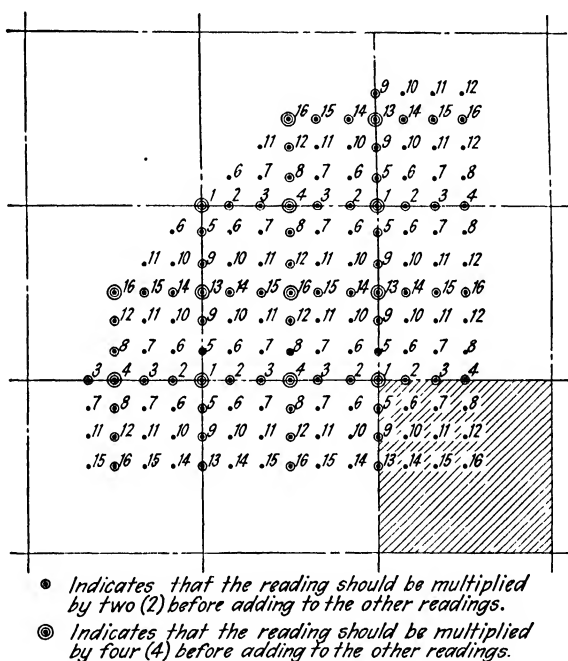 9 10 11 12
16 15 14 13 14 15 16
11 12 11 10 9 10 11 12
6 7 8 7 6 5 6 7 8
1 2 3 4 3 2 1 2 3 4
6 5 6 7 8 7 6 5 6 7 8
11 10 9 10 11 12 11 10 9 10 11 12
16 15 14 13 14 15 16 15 14 13 14 15 16
12 11 10 9 10 11 12 11 10 9 10 11 12
8 7 6 5 6 7 8 7 6 5 6 7 8
3 4 3 2 1 2 3 4 3 2 1 2 3 4
7 8 7 6 5 6 7 8 7 6 5 6 7 8
11 12 11 10 9 10 11 12 11 10 9 10 11 12
15 16 15 14 13 14 15 16 15 14 13 14 15 16
Indicates that the reading should be multiplied
by two (2) before adding to the other readings.
Indicates that the reading should be multiplied
by four (4) before adding to the other readings.